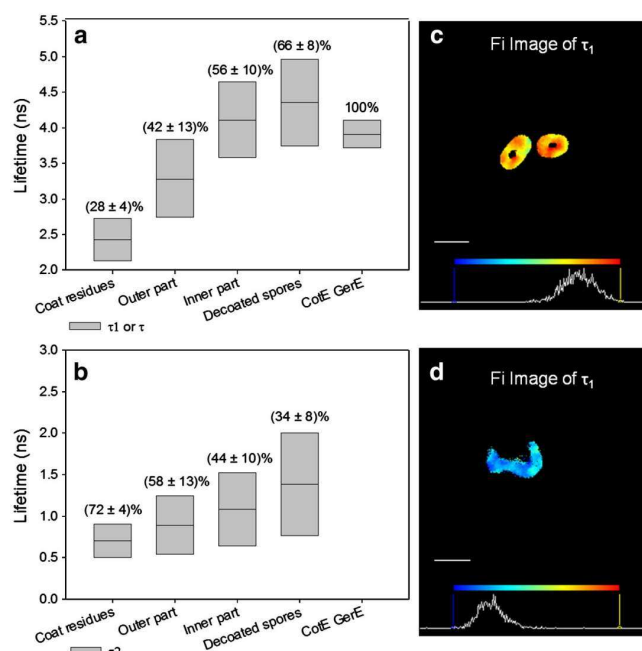 a
5.5
5.0
4.5
4.0
3.5
3.0
2.5
2.0
Lifetime (ns)
(28 ± 4)%
(42 ± 13)%
(56 ± 10)%
(66 ± 8)%
100%
Coat residues
Outer part
Inner part
Decoated spores
CotE GerE
τ1 or τ
b
3.0
2.5
2.0
1.5
1.0
0.5
0.0
Lifetime (ns)
(72 ± 4)%
(58 ± 13)%
(44 ± 10)%
(34 ± 8)%
Coat residues
Outer part
Inner part
Decoated spores
CotE GerE
c
Fi Image of τ₁
d
Fi Image of τ₁